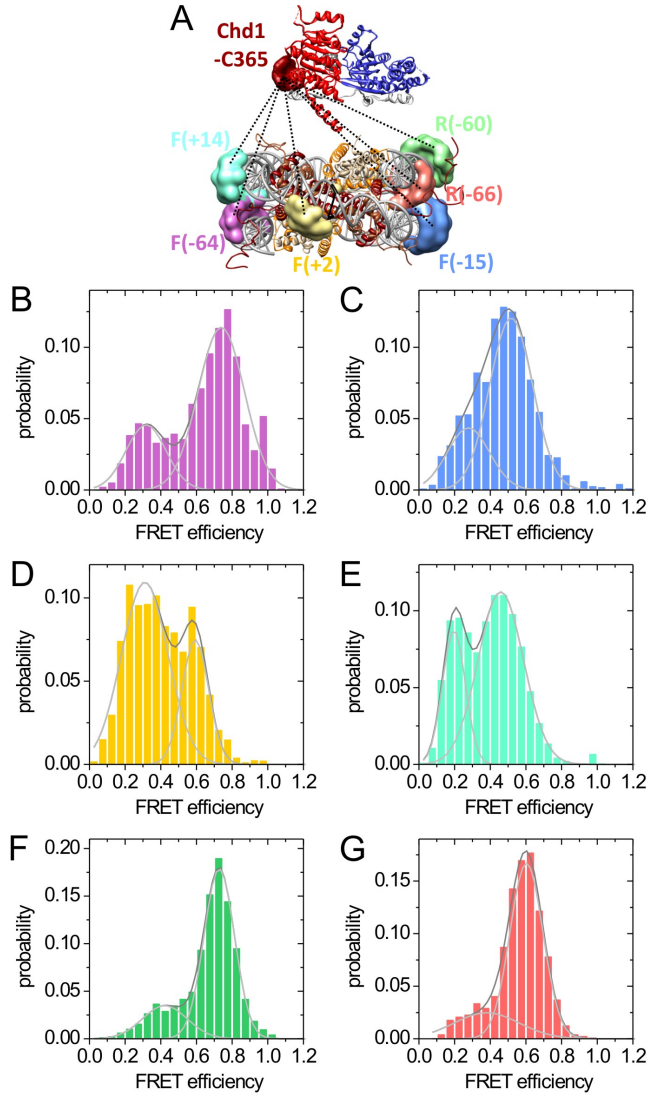 A
Chd1
-C365
R(-60)
F(+14)
R(-66)
F(-64)
F(+2)
F(-15)
B
C
probability
0.10
0.05
0.00
0.0 0.2 0.4 0.6 0.8 1.0 1.2
FRET efficiency
probability
0.10
0.05
0.00
0.0 0.2 0.4 0.6 0.8 1.0 1.2
FRET efficiency
D
E
probability
0.10
0.05
0.00
0.0 0.2 0.4 0.6 0.8 1.0 1.2
FRET efficiency
probability
0.10
0.05
0.00
0.0 0.2 0.4 0.6 0.8 1.0 1.2
FRET efficiency
F
G
probability
0.20
0.15
0.10
0.05
0.00
0.0 0.2 0.4 0.6 0.8 1.0 1.2
FRET efficiency
probability
0.15
0.10
0.05
0.00
0.0 0.2 0.4 0.6 0.8 1.0 1.2
FRET efficiency